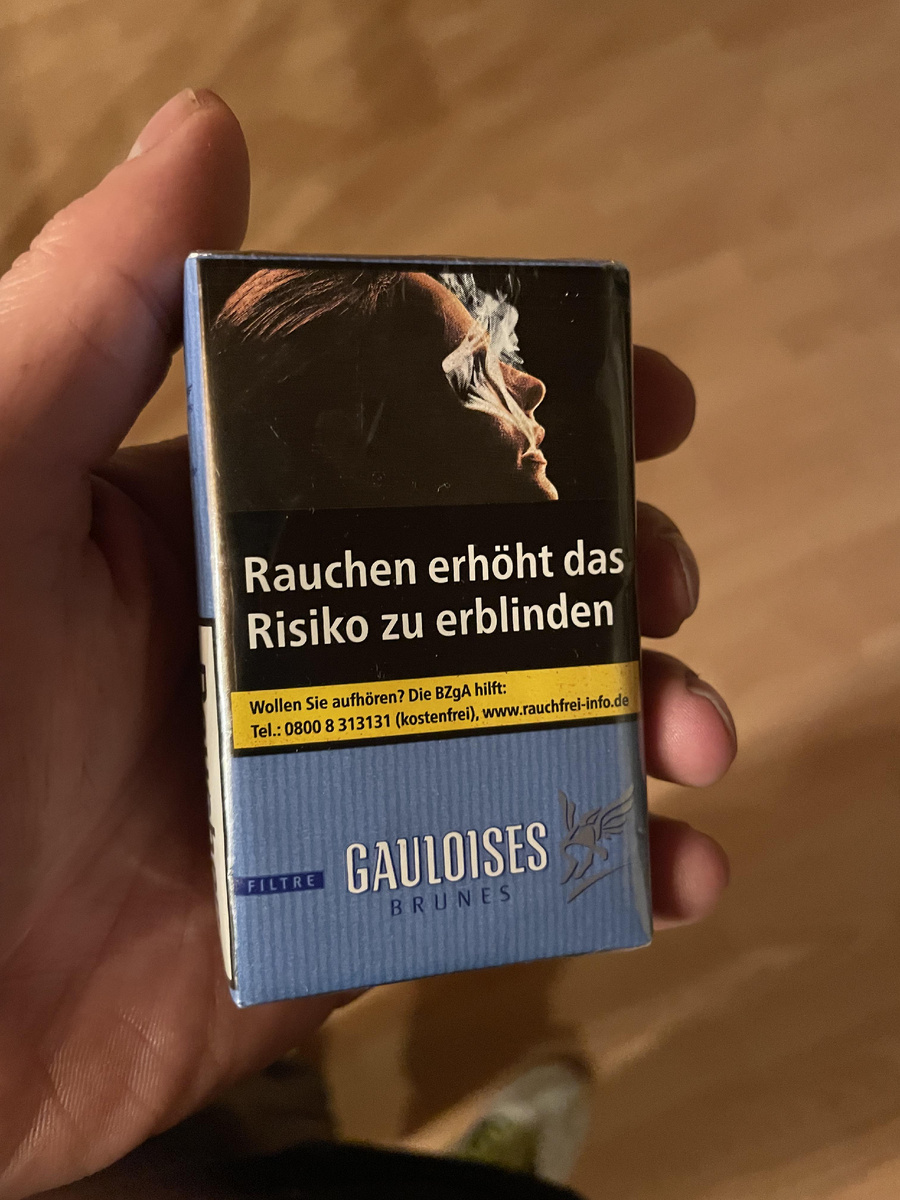 Rauchen erhöht das
Risiko zu erblinden
Wollen Sie aufhören? Die BZgA hilft:
Tel.: 0800 8 313131 (kostenfrei), www.rauchfrei-info.de
FILTRE
GAULOISES
BRUNES